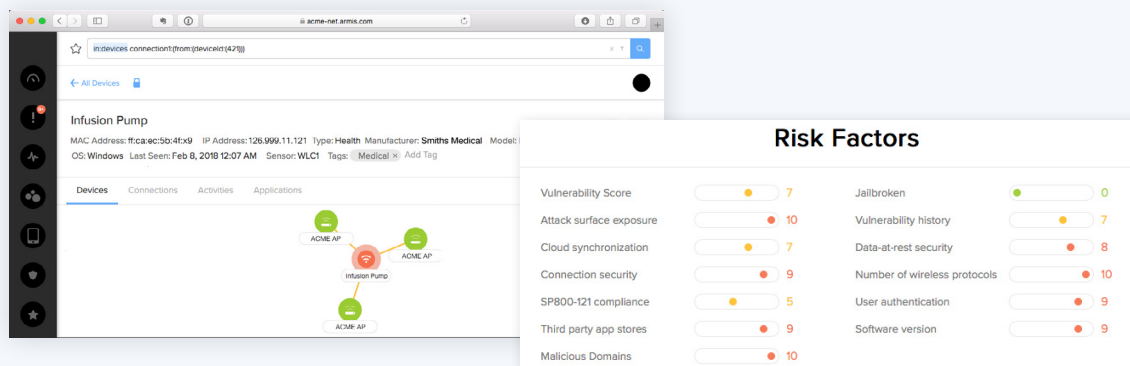 acme-net.armis.com
in:devices connection1:(from:(deviceId:(421)))
All Devices
9+
Infusion Pump
MAC Address: ff:ca:ec:5b:4f:x9 IP Address: 126.999.11.121 Type: Health Manufacturer: Smiths Medical Model:
OS: Windows Last Seen: Feb 8, 2018 12:07 AM Sensor: WLC1 Tags: Medical × Add Tag
Devices Connections Activities Applications
ACME AP
ACME AP
Infusion Pump
ACME AP
Risk Factors
Vulnerability Score 7
Attack surface exposure 10
Cloud synchronization 7
Connection security 9
SP800-121 compliance 5
Third party app stores 9
Malicious Domains 10
Jailbroken 0
Vulnerability history 7
Data-at-rest security 8
Number of wireless protocols 10
User authentication 9
Software version 9